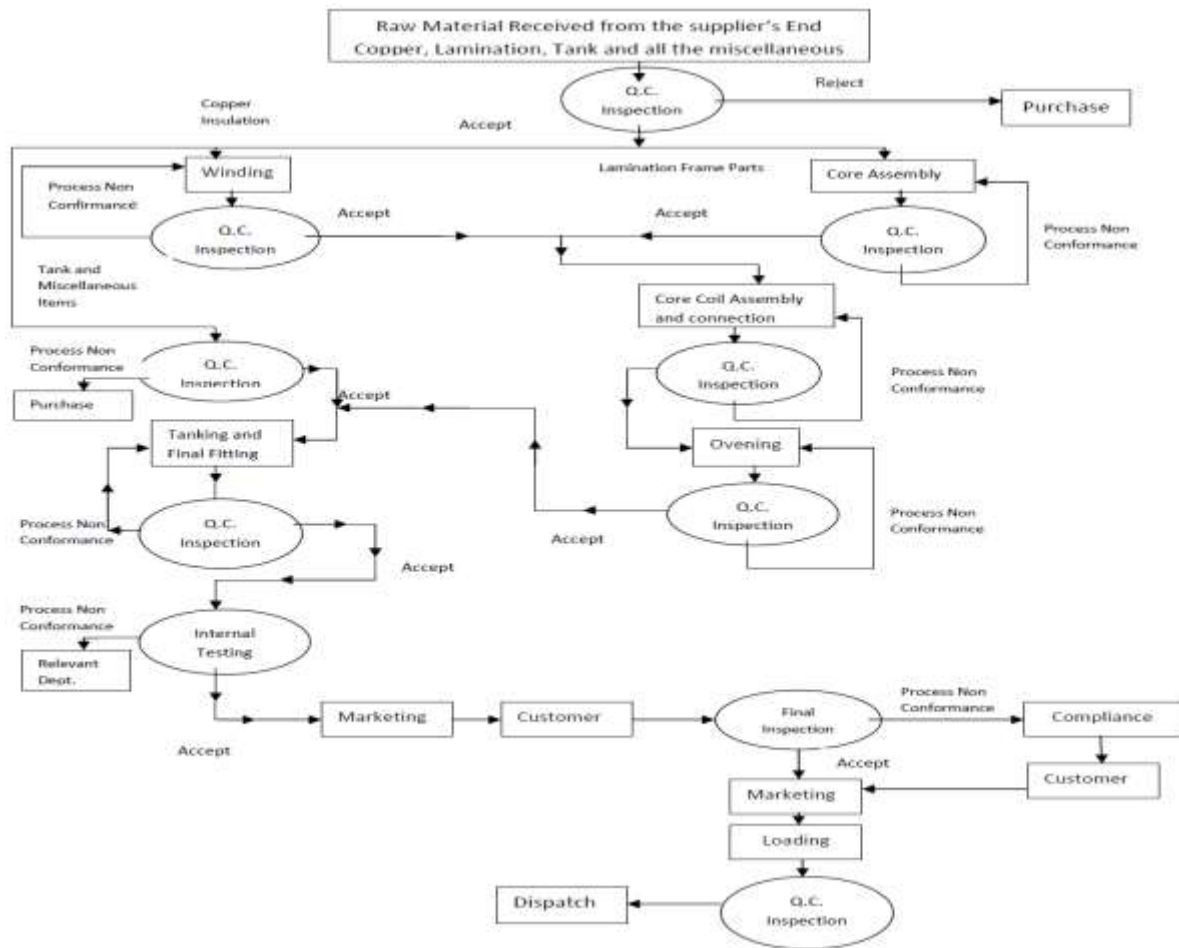 Raw Material Received from the supplier's End
Copper, Lamination, Tank and all the miscellaneous
Q.C.
Inspection
Reject
Purchase
Copper
Insulation
Accept
Winding
Lamination Frame Parts
Core Assembly
Process Non
Confirmance
Accept
Accept
Q.C.
Inspection
Q.C.
Inspection
Process Non
Conformance
Tank and
Miscellaneous
Items
Core Coil Assembly
and connection
Process Non
Conformance
Q.C.
Inspection
Q.C.
Inspection
Process Non
Conformance
Purchase
Accept
Tanking and
Final Fitting
Ovening
Process Non
Conformance
Q.C.
Inspection
Accept
Q.C.
Inspection
Process Non
Conformance
Accept
Process Non
Conformance
Internal
Testing
Relevant
Dept.
Accept
Marketing
Customer
Final
Inspection
Process Non
Conformance
Compliance
Accept
Customer
Marketing
Loading
Dispatch
Q.C.
Inspection